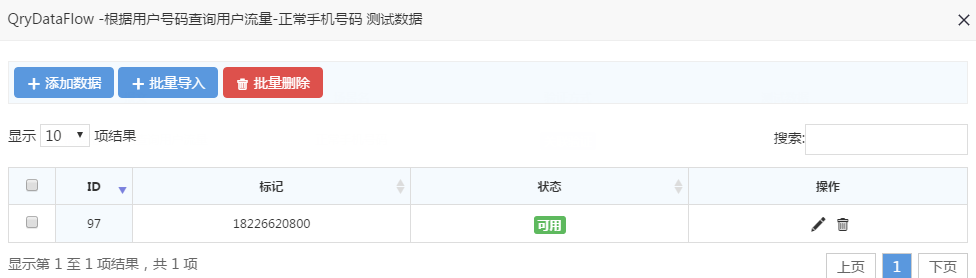 QryDataFlow -根据用户号码查询用户流量-正常手机号码 测试数据
添加数据 批量导入 批量删除
显示 10 项结果 搜索:
ID 标记 状态 操作
97 18226620800 可用
显示第 1 至 1 项结果，共 1 项 上页 1 下页